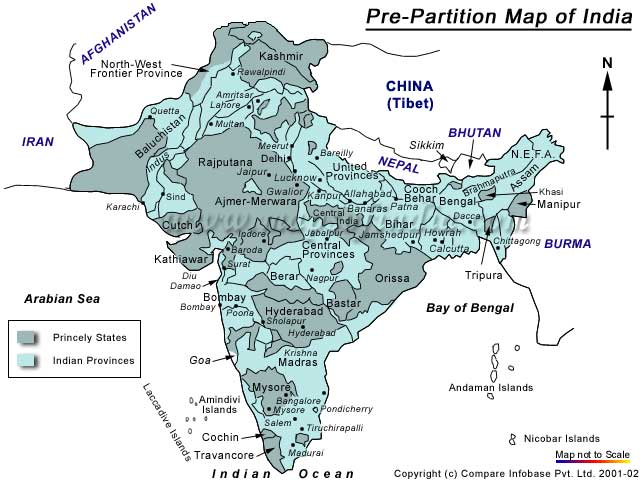 Pre-Partition Map of India
AFGHANISTAN
Kashmir
North-West
Frontier Province
Rawalpindi
CHINA
(Tibet)
N
Amritsar
Lahore
Quetta
Multan
Baluchistan
IRAN
Indus
Meerut
Delhi
Bareilly
Sikkim
BHUTAN
NEPAL
N.E.F.A.
Rajputana
Jaipur
Lucknow
United
Provinces
Gwalior
Kanpur
Allahabad
Cooch
Behar
Brahnaputra
Assam
Khasi
Sind
Karachi
Ajmer-Merwara
Banaras
Patna
Bengal
Manipur
Central
India
Bihar
Dacca
Cutch
Indore
Jabalpur
Jamshedpur
Howrah
Calcutta
Chittagong
BURMA
Kathiawar
Baroda
Central
Provinces
Surat
Tripura
Diu
Damao
Berar
Nagpur
Orissa
Arabian Sea
Bombay
Bombay
Poona
Bastar
Hyderabad
Sholapur
Hyderabad
Bay of Bengal
Princely States
Indian Provinces
Goa
Krishna
Madras
Laccadive Islands
Amindivi
Islands
Mysore
Bangalore
Mysore
Pondicherry
Andaman Islands
Salem
Tiruchirapalli
Cochin
Travancore
Madurai
Nicobar Islands
Map not to Scale
Indian Ocean
Copyright (c) Compare Infobase Pvt. Ltd. 2001-02